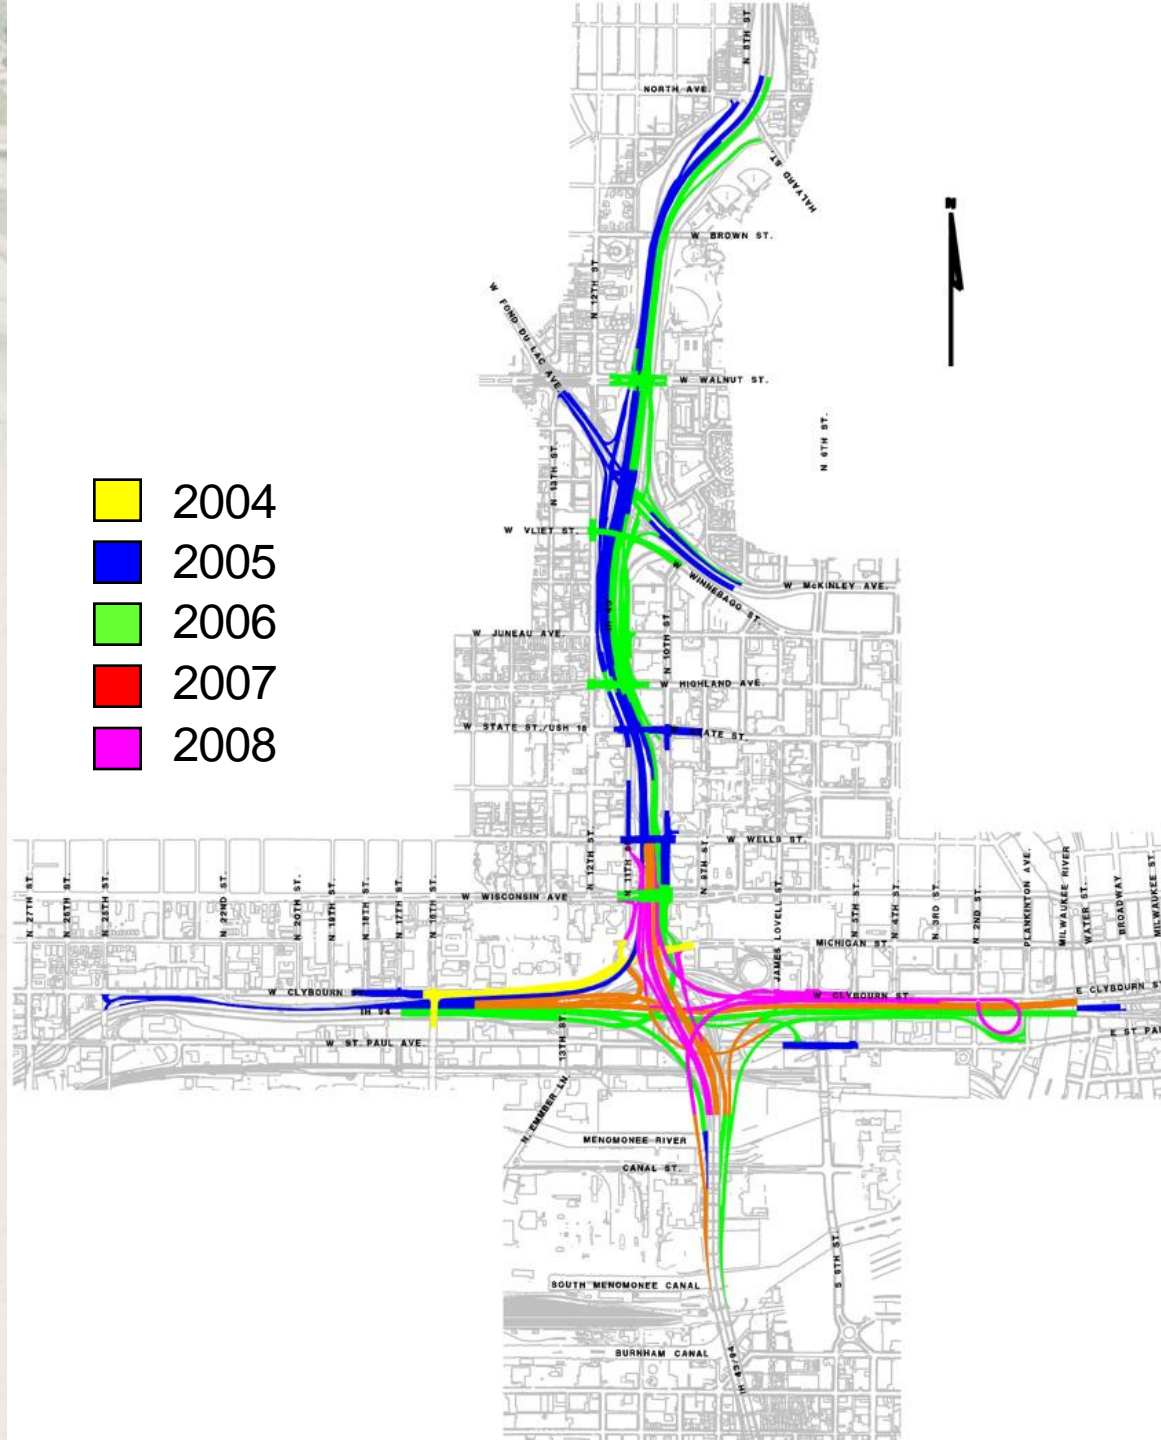 N 8TH ST
NORTH AVE.
HALYARD ST.
W BROWN ST.
N 12TH ST
W FOND DU LAC AVE.
W WALNUT ST.
N 6TH ST.
N 13TH ST.
2004
2005
2006
2007
2008
W VLIET ST.
W WINNEBAGO ST.
W McKINLEY AVE.
W JUNEAU AVE.
N 10TH ST.
W HIGHLAND AVE.
W STATE ST./USH 18
W STATE ST.
W WELLS ST.
N 12TH ST.
N 11TH ST
N 9TH ST.
W WISCONSIN AVE
N 27TH ST
N 26TH ST.
N 25TH ST
N 22ND ST.
N 20TH ST.
N 19TH ST.
N 18TH ST.
N 17TH ST.
N 16TH ST.
JAMES LOVELL ST.
MICHIGAN ST.
N 5TH ST.
N 4TH ST.
N 3RD ST.
N 2ND ST.
PLANKINTON AVE.
MILWAUKEE RIVER
WATER ST.
BROADWAY
MILWAUKEE ST.
W CLYBOURN ST
W CLYBOURN ST.
E CLYBOURN ST
IH 94
W ST. PAUL AVE.
13TH ST.
E ST PAU
N. EMMBER LN.
MENOMONEE RIVER
CANAL ST.
S 6TH ST.
SOUTH MENOMONEE CANAL
BURNHAM CANAL
IH 43/94